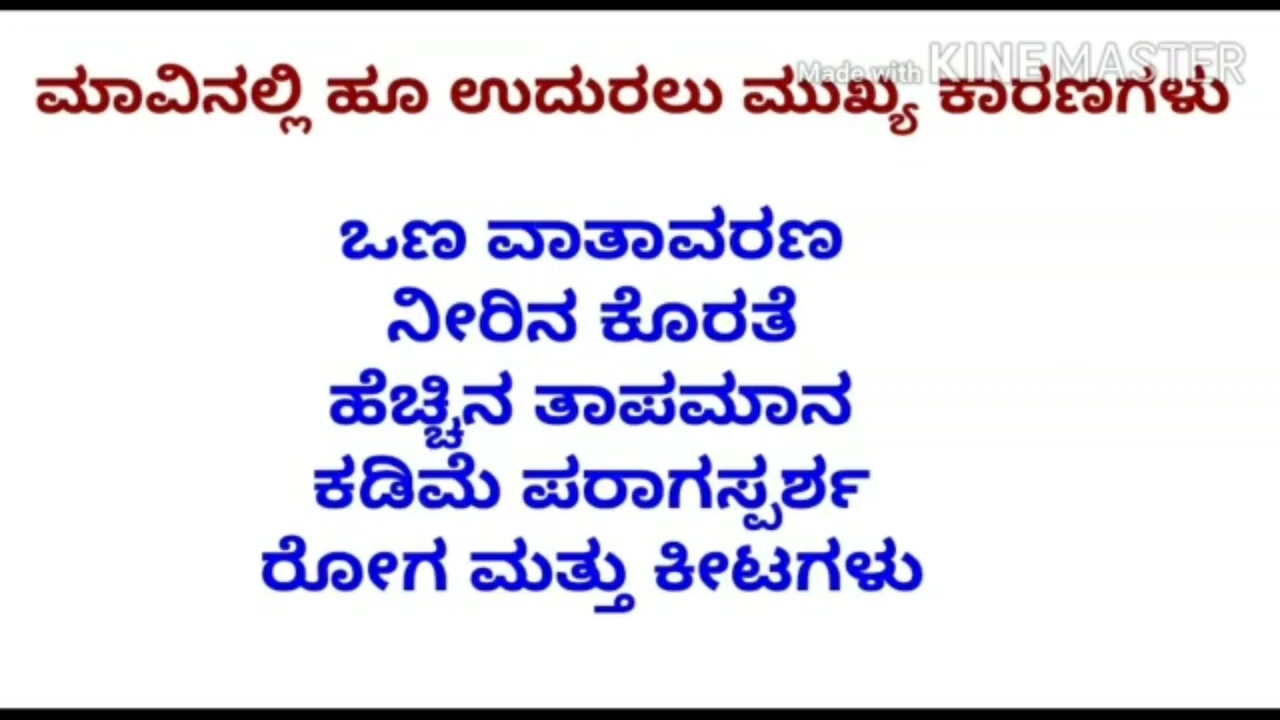 Made with KINEMASTER
ಮಾವಿನಲ್ಲಿ ಹೂ ಉದುರಲು ಮುಖ್ಯ ಕಾರಣಗಳು
ಒಣ ವಾತಾವರಣ
ನೀರಿನ ಕೊರತೆ
ಹೆಚ್ಚಿನ ತಾಪಮಾನ
ಕಡಿಮೆ ಪರಾಗಸ್ಪರ್ಶ
ರೋಗ ಮತ್ತು ಕೀಟಗಳು